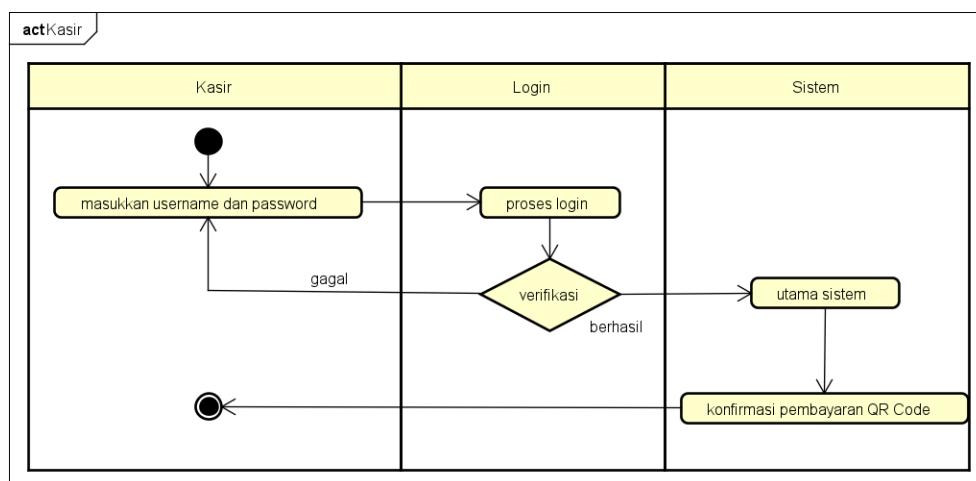 actKasir
Kasir
Login
Sistem
masukkan username dan password
proses login
gagal
verifikasi
utama sistem
berhasil
konfirmasi pembayaran QR Code